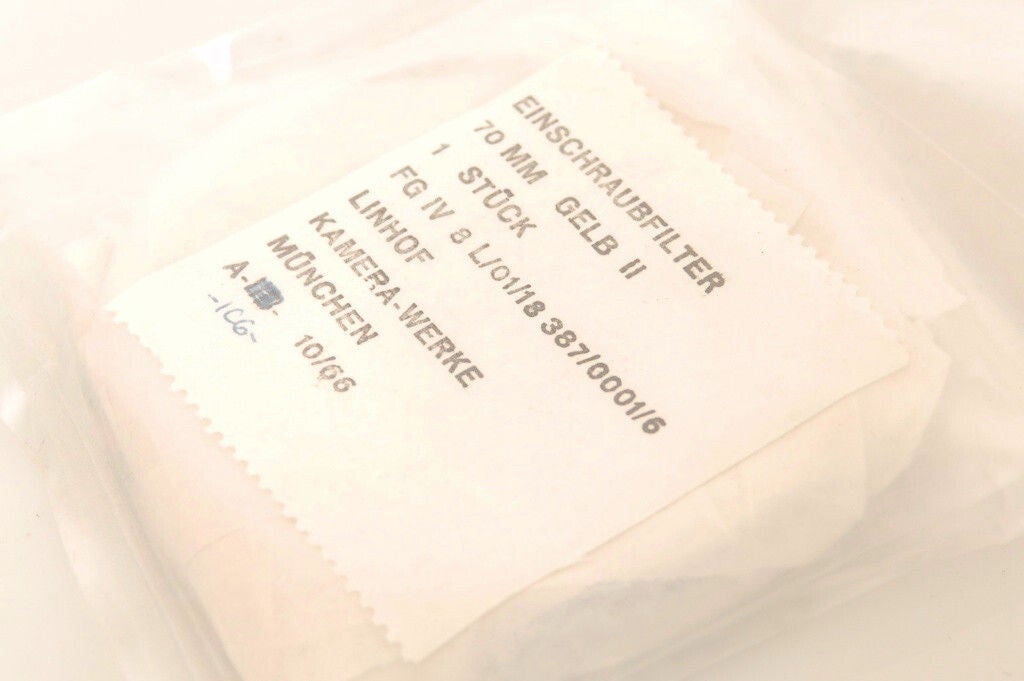 EINSCHRAUBFILTER
70 MM GELB II
1 STÜCK
FG IV 8 L/01/18 387/0001/6
LINHOF
KAMERA-WERKE
MÜNCHEN
A- 10/66